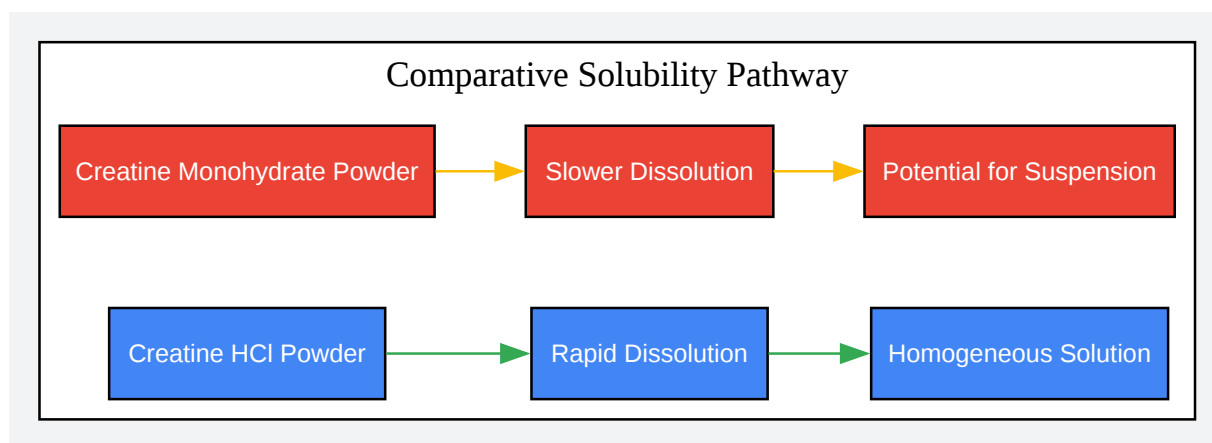 Comparative Solubility Pathway
Creatine Monohydrate Powder
Slower Dissolution
Potential for Suspension
Creatine HCl Powder
Rapid Dissolution
Homogeneous Solution